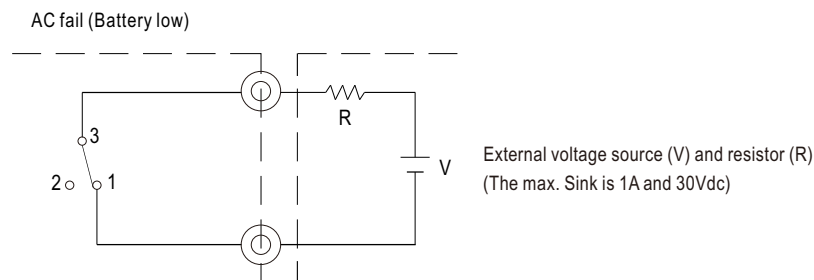 AC fail (Battery low)
R
3
V
External voltage source (V) and resistor (R)
(The max. Sink is 1A and 30Vdc)
2
1